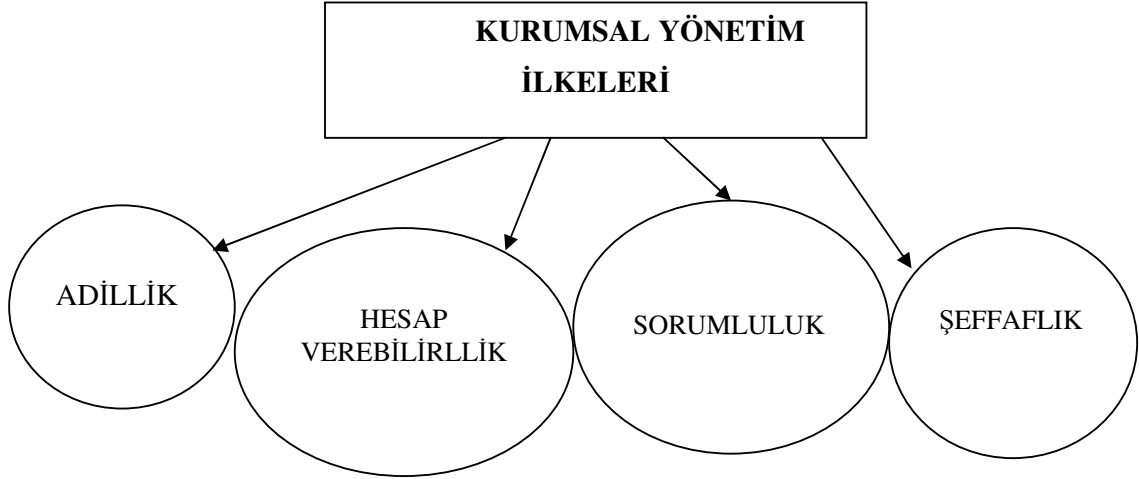 KURUMSAL YÖNETİM
İLKELERİ
ADİLLİK
HESAP
VEREBİLİRLLİK
SORUMLULUK
ŞEFFAFLIK